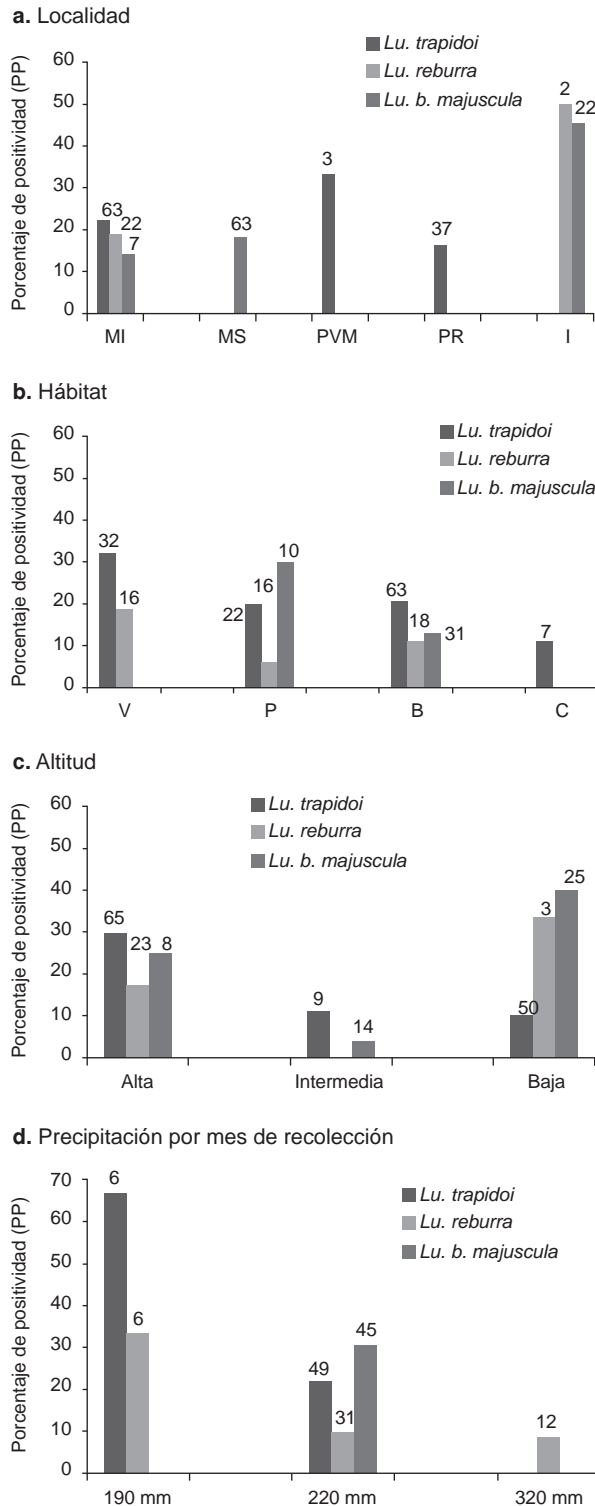 a. Localidad
Lu. trapidoi
Lu. reburra
Lu. b. majuscula
Porcentaje de positividad (PP)
60
50
40
30
20
10
0
63
22
7
63
3
37
2
22
MI
MS
PVM
PR
I
b. Hábitat
Lu. trapidoi
Lu. reburra
Lu. b. majuscula
Porcentaje de positividad (PP)
60
50
40
30
20
10
0
32
16
22
16
10
63
18
31
7
V
P
B
C
c. Altitud
Lu. trapidoi
Lu. reburra
Lu. b. majuscula
Porcentaje de positividad (PP)
60
50
40
30
20
10
0
65
23
8
9
14
50
3
25
Alta
Intermedia
Baja
d. Precipitación por mes de recolección
Lu. trapidoi
Lu. reburra
Lu. b. majuscula
Porcentaje de positividad (PP)
70
60
50
40
30
20
10
0
6
6
49
31
45
12
190 mm
220 mm
320 mm